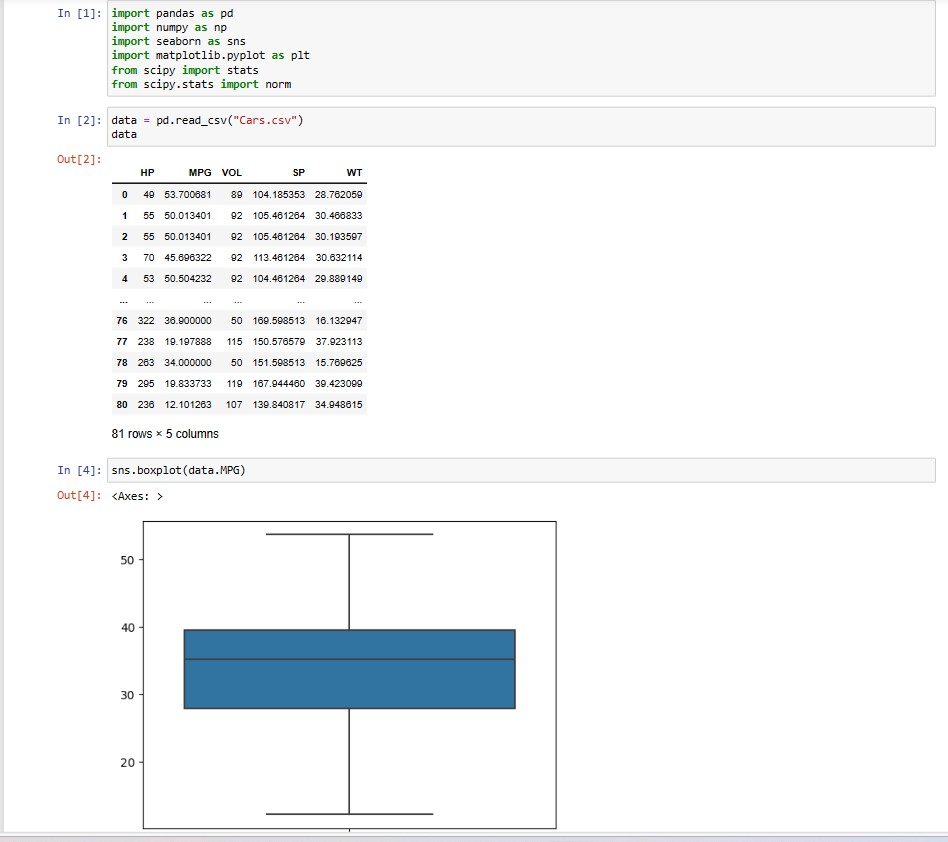 In [1]: import pandas as pd
import numpy as np
import seaborn as sns
import matplotlib.pyplot as plt
from scipy import stats
from scipy.stats import norm
In [2]: data = pd.read_csv("Cars.csv")
data
Out[2]:
HP MPG VOL SP WT
0 49 53.700681 89 104.185353 28.762059
1 55 50.013401 92 105.461264 30.466833
2 55 50.013401 92 105.461264 30.193597
3 70 45.696322 92 113.461264 30.632114
4 53 50.504232 92 104.461264 29.889149
... ... ... ... ... ...
76 322 36.900000 50 169.598513 16.132947
77 238 19.197888 115 150.576579 37.923113
78 263 34.000000 50 151.598513 15.769625
79 295 19.833733 119 167.944460 39.423099
80 236 12.101263 107 139.840817 34.948615
81 rows × 5 columns
In [4]: sns.boxplot(data.MPG)
Out[4]: <Axes: >
50
40
30
20